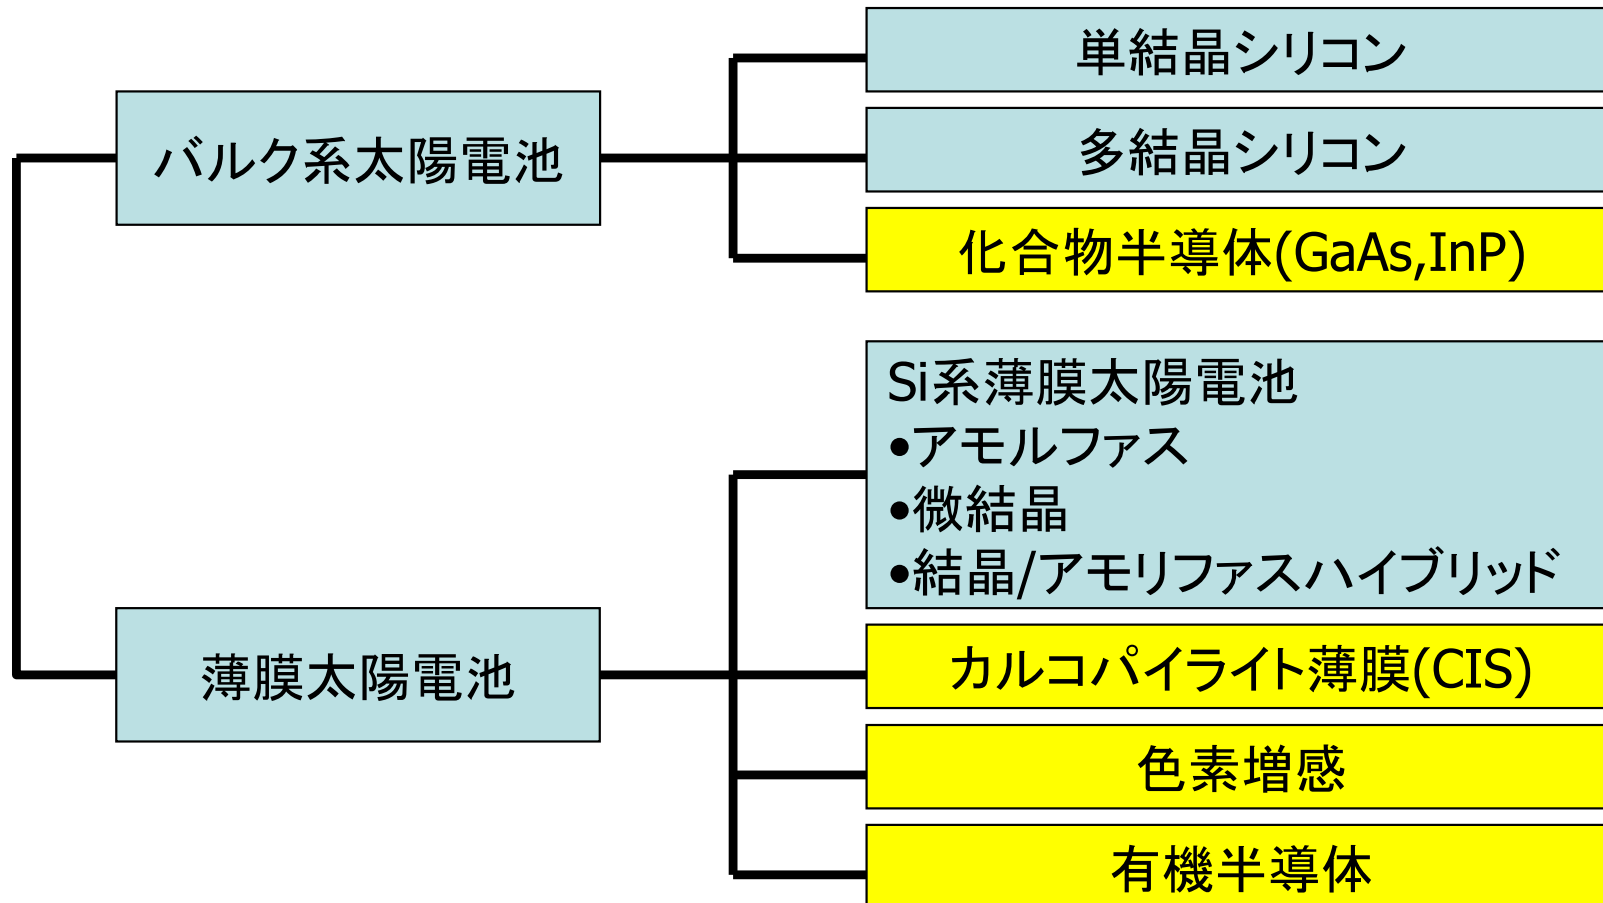 単結晶シリコン
バルク系太陽電池
多結晶シリコン
化合物半導体(GaAs,InP)
Si系薄膜太陽電池
•アモルファス
•微結晶
•結晶/アモリファスハイブリッド
薄膜太陽電池
カルコパイライト薄膜(CIS)
色素増感
有機半導体